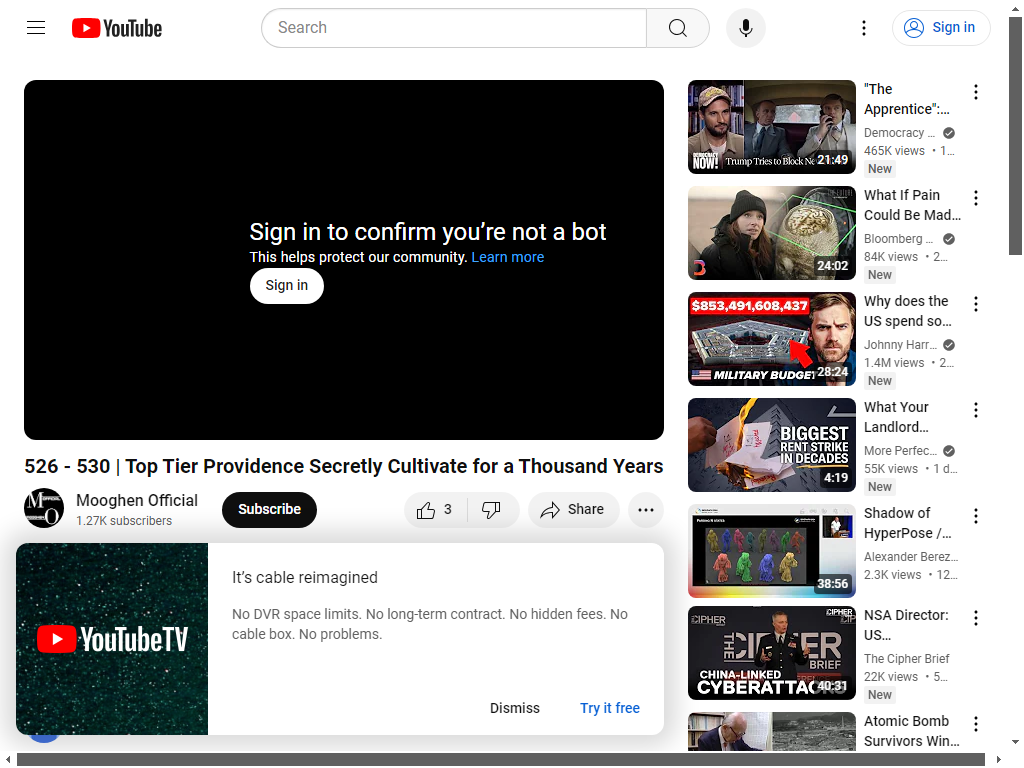 YouTube
Search
Sign in
Sign in to confirm you’re not a bot
This helps protect our community. Learn more
Sign in
526 - 530 | Top Tier Providence Secretly Cultivate for a Thousand Years
Mooghen Official
1.27K subscribers
Subscribe
3
Share
YouTubeTV
It’s cable reimagined
No DVR space limits. No long-term contract. No hidden fees. No
cable box. No problems.
Dismiss
Try it free
DEMOCRACY
NOW!
Trump Tries to Block Ne
21:49
"The
Apprentice":...
Democracy ...
465K views • 1...
New
24:02
What If Pain
Could Be Mad...
Bloomberg ...
84K views • 2...
New
$853,491,608,437
MILITARY BUDGET
28:24
Why does the
US spend so...
Johnny Harr...
1.4M views • 2...
New
BIGGEST
RENT STRIKE
IN DECADES
4:19
What Your
Landlord...
More Perfec...
55K views • 1 d...
New
38:56
Shadow of
HyperPose /...
Alexander Berez...
2.3K views • 12...
CIPHER
CIPHER
THE
CIPHER
BRIEF
CHINA-LINKED
CYBERATTACKS
40:31
NSA Director:
US...
The Cipher Brief
22K views • 5...
New
Atomic Bomb
Survivors Win...